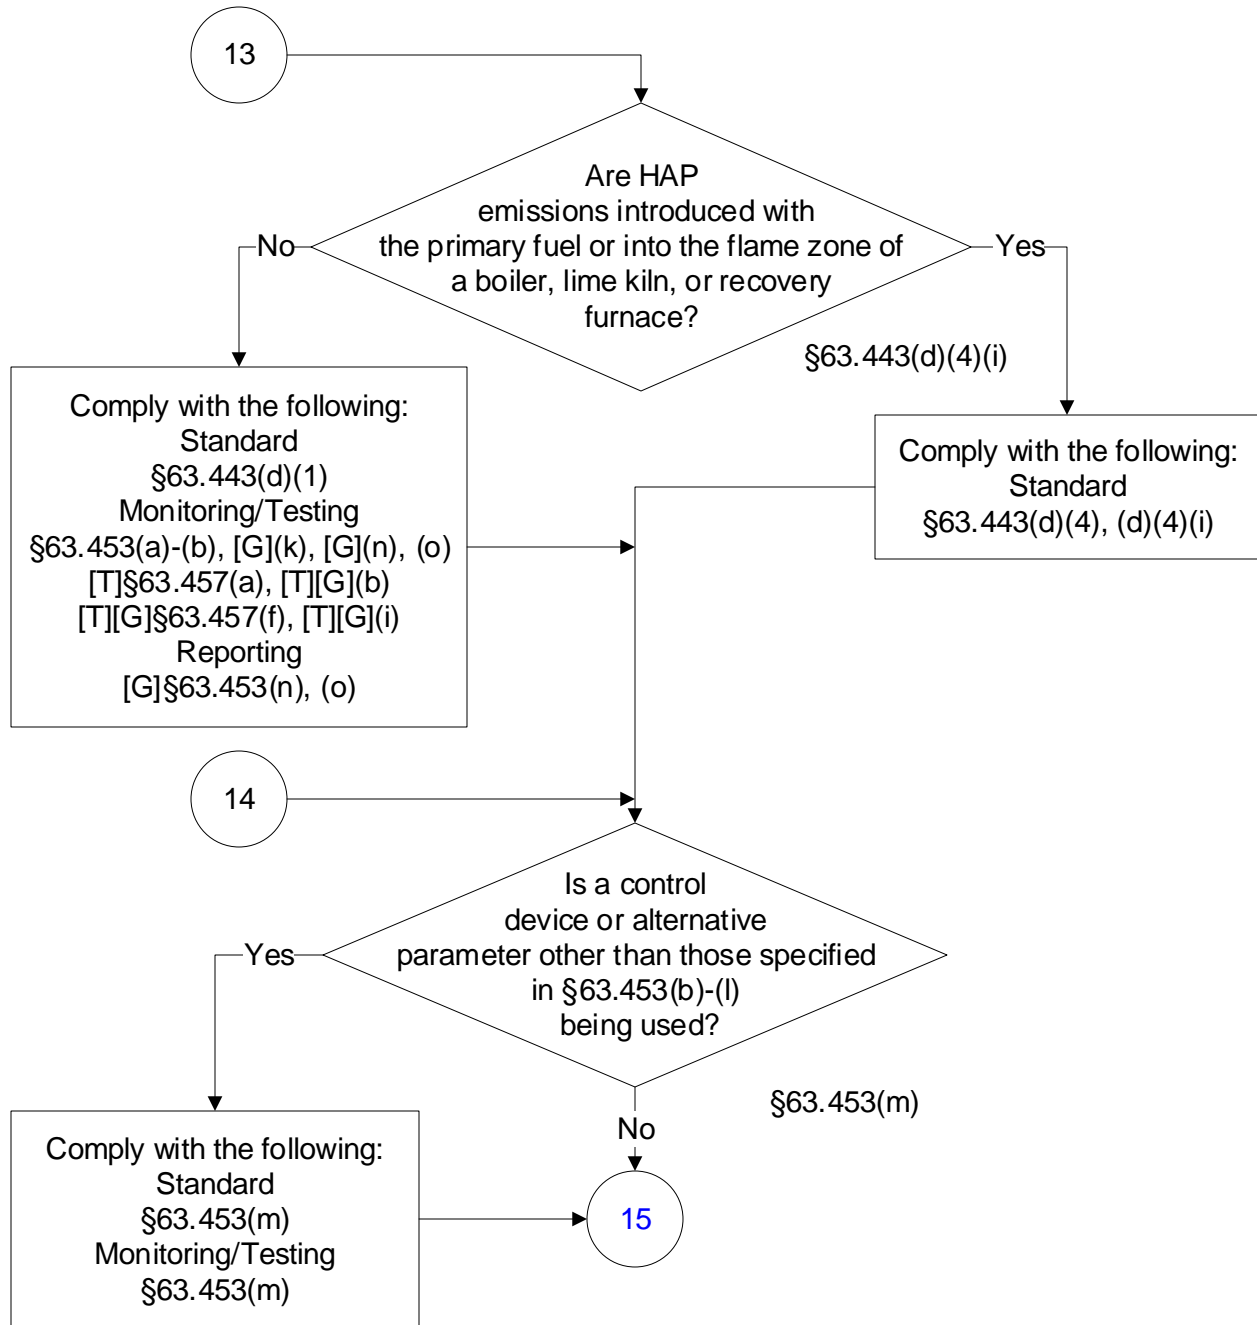 13
Are HAP
emissions introduced with
the primary fuel or into the flame zone of
a boiler, lime kiln, or recovery
furnace?
No
Yes
§63.443(d)(4)(i)
Comply with the following:
Standard
§63.443(d)(1)
Monitoring/Testing
§63.453(a)-(b), [G](k), [G](n), (o)
[T]§63.457(a), [T][G](b)
[T][G]§63.457(f), [T][G](i)
Reporting
[G]§63.453(n), (o)
Comply with the following:
Standard
§63.443(d)(4), (d)(4)(i)
14
Is a control
device or alternative
parameter other than those specified
in §63.453(b)-(l)
being used?
Yes
§63.453(m)
No
Comply with the following:
Standard
§63.453(m)
Monitoring/Testing
§63.453(m)
15